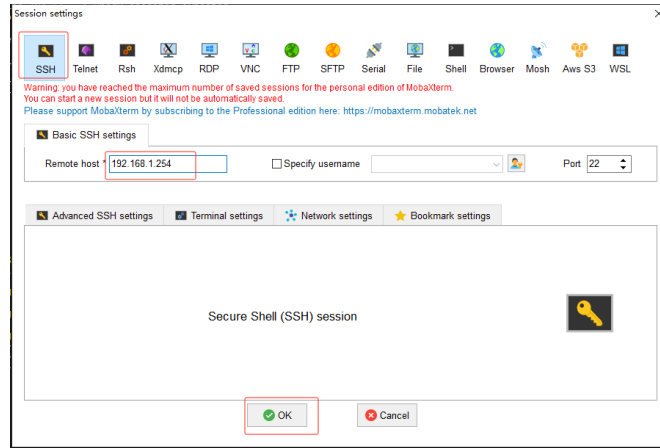 Session settings
SSH Telnet Rsh Xdmcp RDP VNC FTP SFTP Serial File Shell Browser Mosh Aws S3 WSL
Warning; you have reached the maximum number of saved sessions for the personal edition of MobaXterm.
You can start a new session but it will not be automatically saved.
Please support MobaXterm by subscribing to the Professional edition here: https://mobaxterm.mobatek.net
Basic SSH settings
Remote host * 192.168.1.254 Specify username Port 22
Advanced SSH settings Terminal settings Network settings Bookmark settings
Secure Shell (SSH) session
OK Cancel